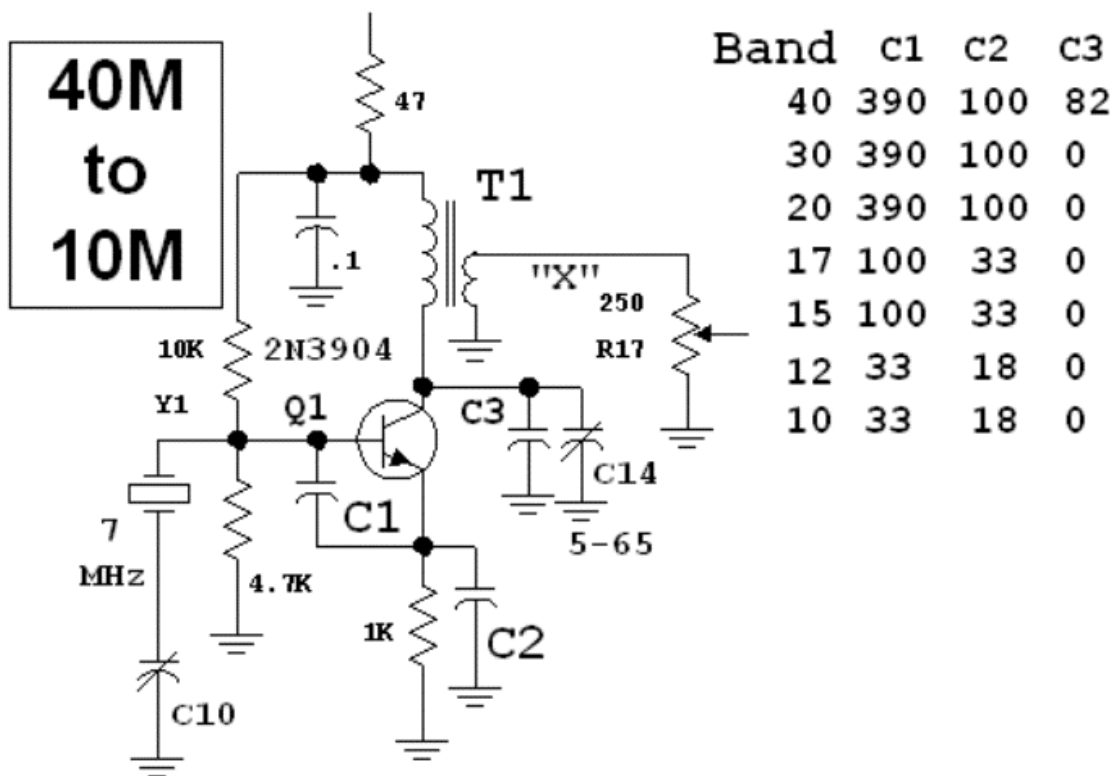 40M
to
10M
47
T1
.1
"X"
250
R17
10K
2N3904
Y1
Q1
C3
C14
5-65
C1
7
MHz
4.7K
1K
C2
C10
Band C1 C2 C3
40 390 100 82
30 390 100 0
20 390 100 0
17 100 33 0
15 100 33 0
12 33 18 0
10 33 18 0